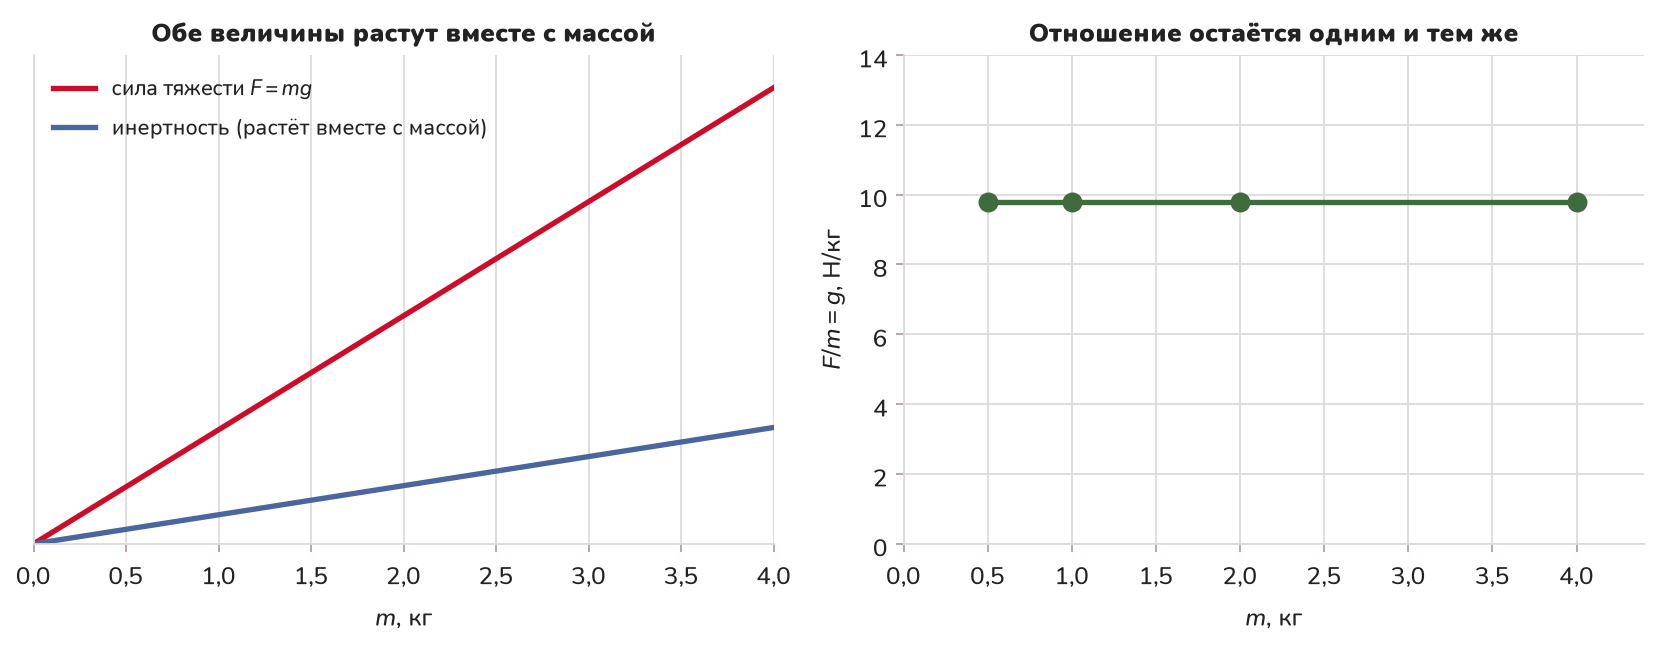 Обе величины растут вместе с массой
сила тяжести F = mg
инертность (растёт вместе с массой)
0,0 0,5 1,0 1,5 2,0 2,5 3,0 3,5 4,0
m, кг
Отношение остаётся одним и тем же
F/m = g, Н/кг
14
12
10
8
6
4
2
0
0,0 0,5 1,0 1,5 2,0 2,5 3,0 3,5 4,0
m, кг